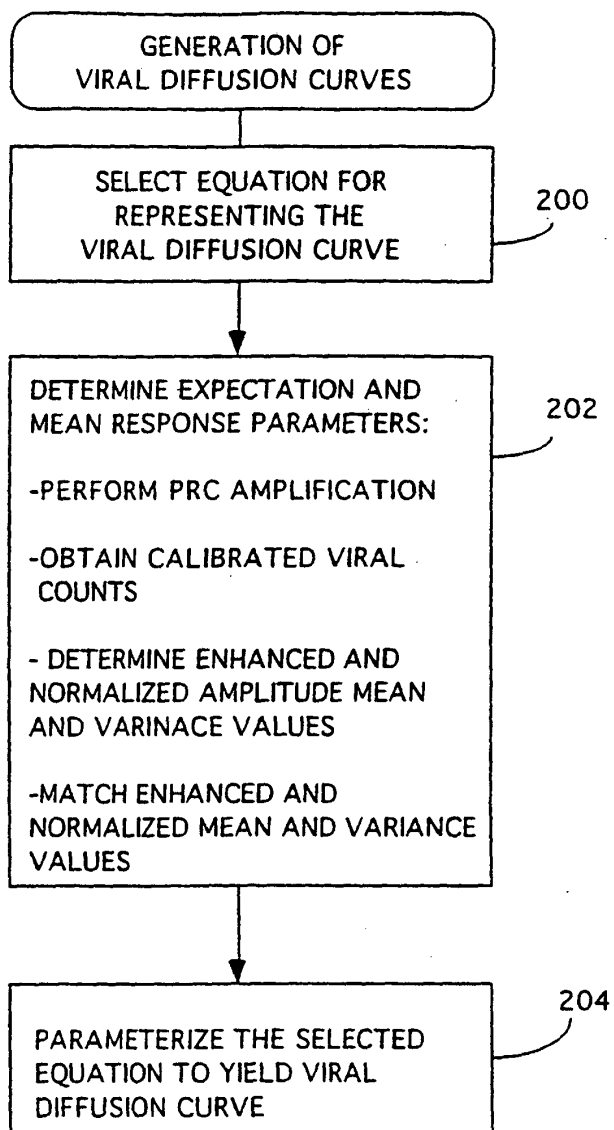 GENERATION OF
VIRAL DIFFUSION CURVES
SELECT EQUATION FOR
REPRESENTING THE
VIRAL DIFFUSION CURVE
200
DETERMINE EXPECTATION AND
MEAN RESPONSE PARAMETERS:
202
-PERFORM PRC AMPLIFICATION
-OBTAIN CALIBRATED VIRAL
COUNTS
- DETERMINE ENHANCED AND
NORMALIZED AMPLITUDE MEAN
AND VARINACE VALUES
-MATCH ENHANCED AND
NORMALIZED MEAN AND VARIANCE
VALUES
204
PARAMETERIZE THE SELECTED
EQUATION TO YIELD VIRAL
DIFFUSION CURVE